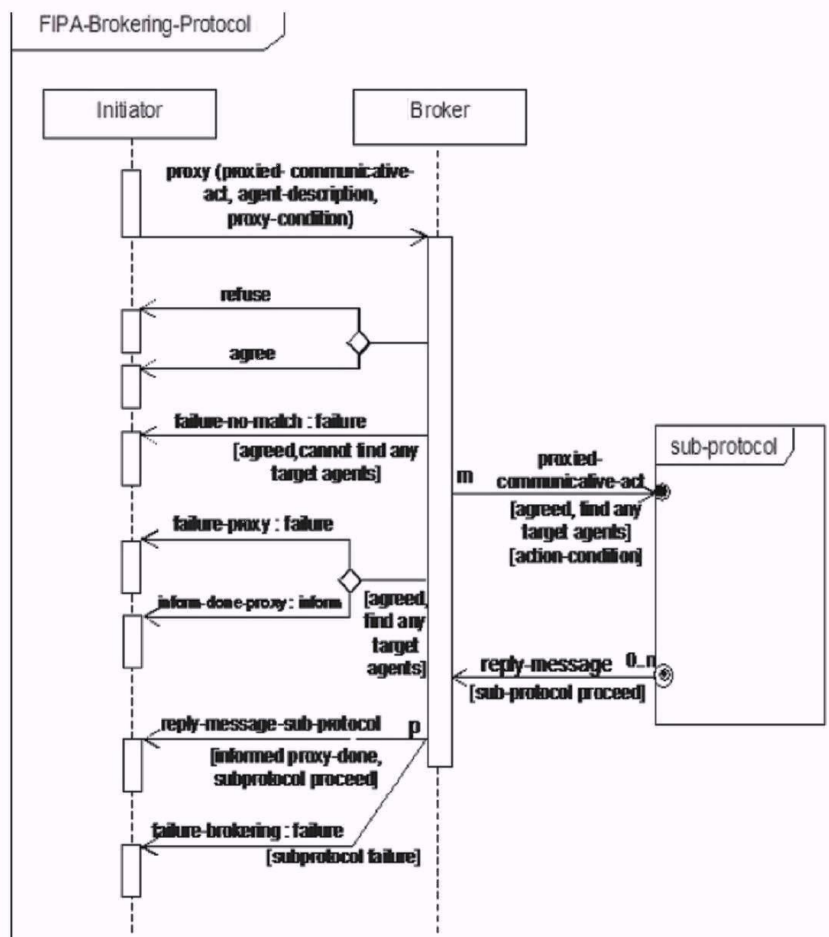 FIPA-Brokering-Protocol
Initiator
Broker
proxy (proxied- communicative-
act, agent-description,
proxy-condition)
refuse
agree
failure-no-match : failure
[agreed,cannot find any
target agents]
sub-protocol
m
proxied-
communicative-act
[agreed, find any
target agents]
[action-condition]
failure-proxy : failure
inform-done-proxy : inform
[agreed,
find any
target
agents]
reply-message
0..n
[sub-protocol proceed]
reply-message-sub-protocol
p
[informed proxy-done,
subprotocol proceed]
failure-brokering : failure
[subprotocol failure]